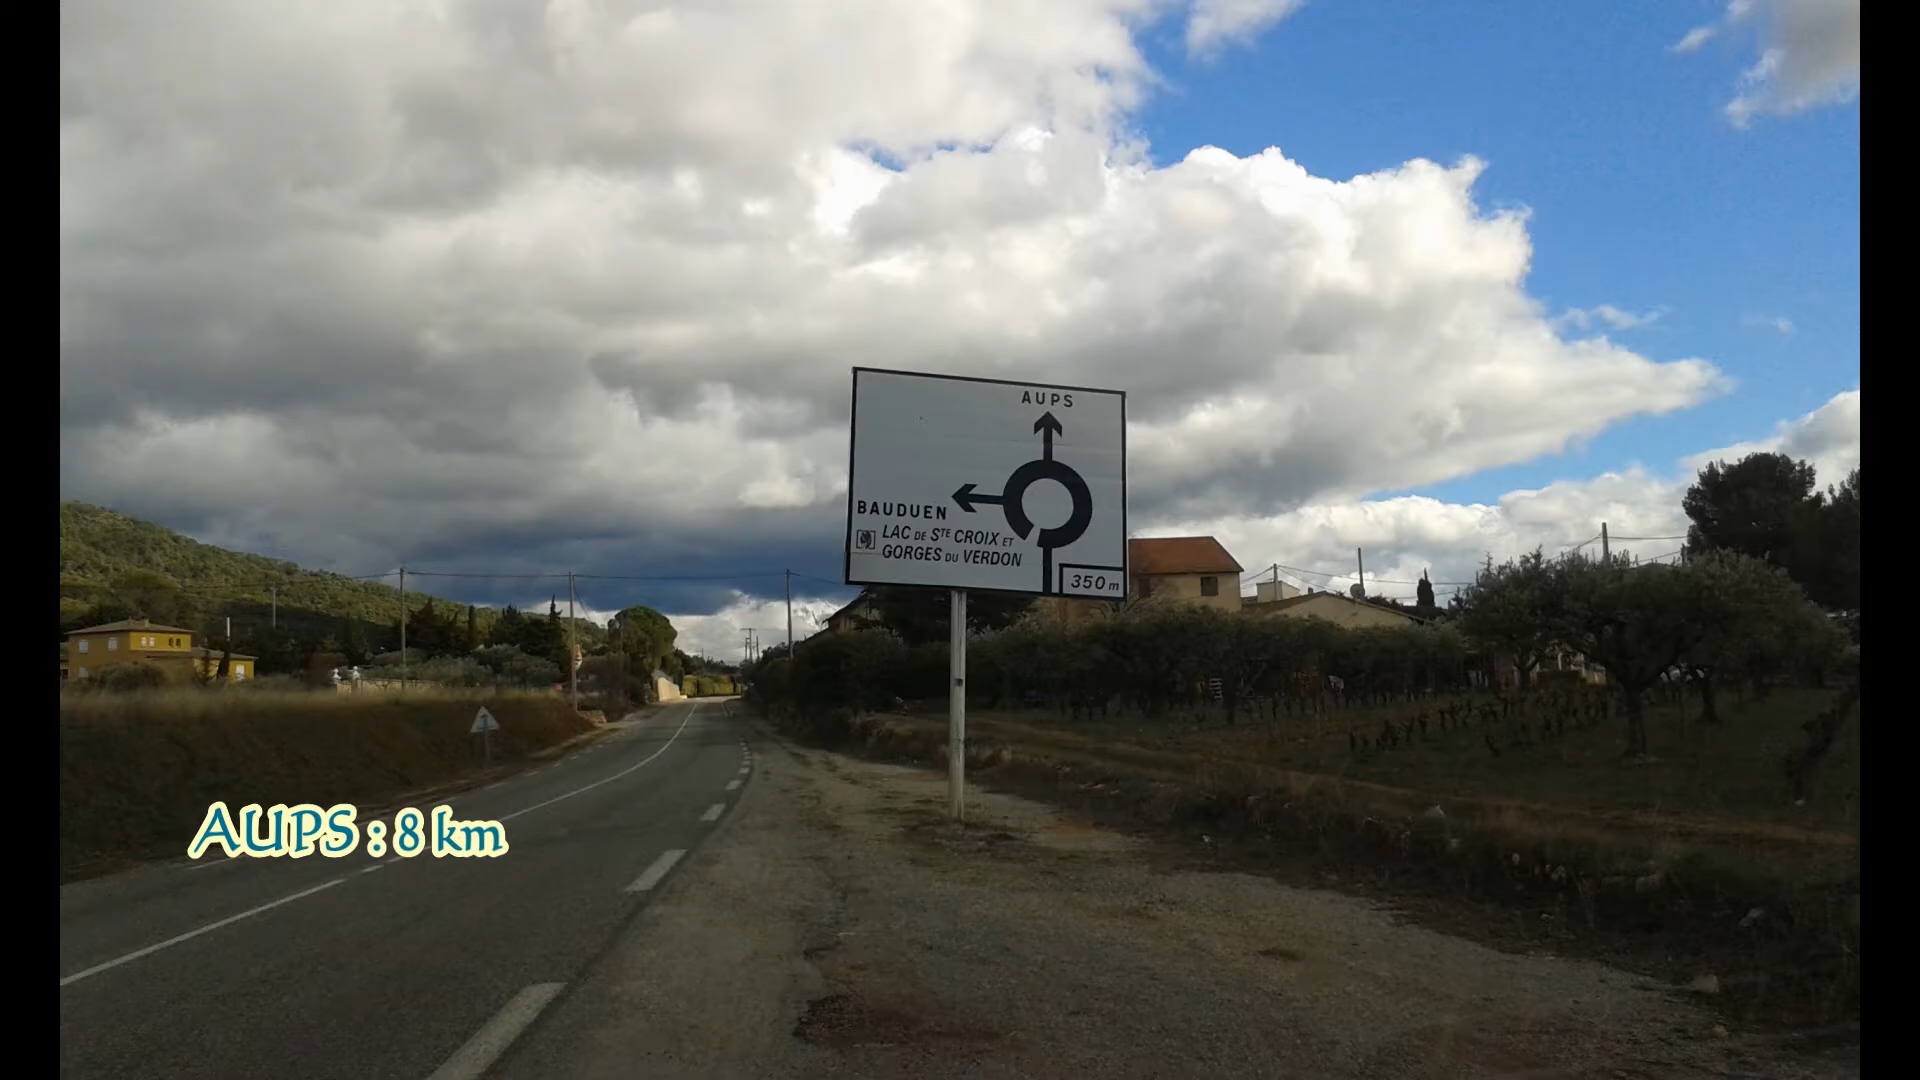 AUPS
BAUDUEN
LAC DE STE CROIX ET
GORGES DU VERDON
350 m
AUPS : 8 km